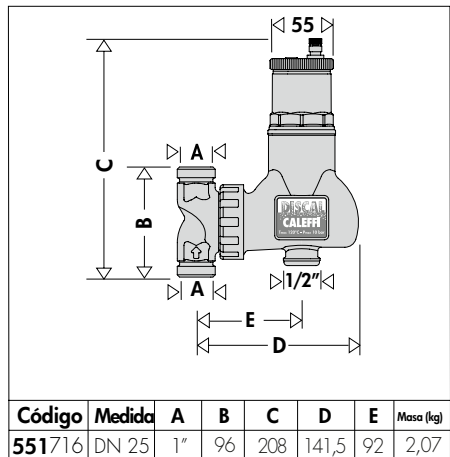 55
A
C
B
DISCAL
CALEFFI
A
1/2"
E
D
Código Medida A B C D E Masa (kg)
551716 DN 25 1" 96 208 141,5 92 2,07